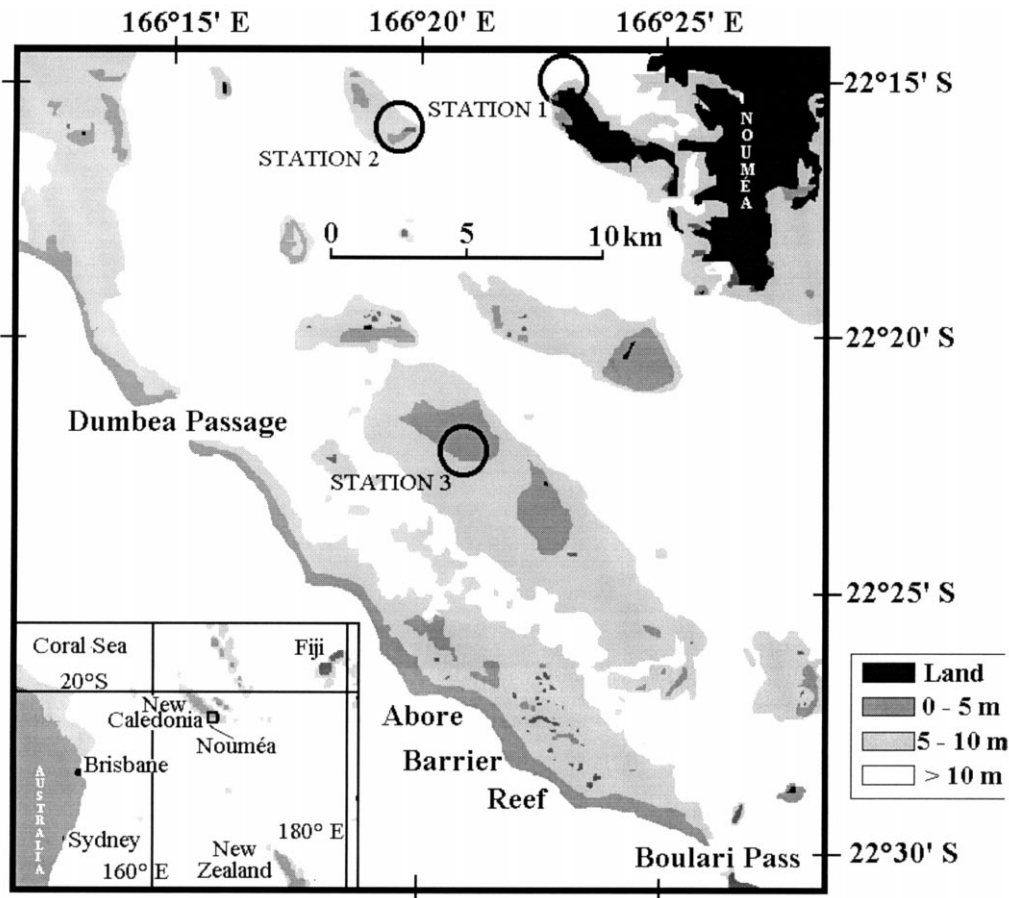 166°15' E
166°20' E
166°25' E
22°15' S
STATION 1
STATION 2
NOUMÉA
0 5 10 km
22°20' S
Dumbea Passage
STATION 3
22°25' S
Abore
Barrier
Reef
Boulari Pass
22°30' S
Land
0 - 5 m
5 - 10 m
> 10 m
Coral Sea
Fiji
20°S
New
Caledonia
Nouméa
Brisbane
AUSTRALIA
Sydney
180° E
160° E
New
Zealand